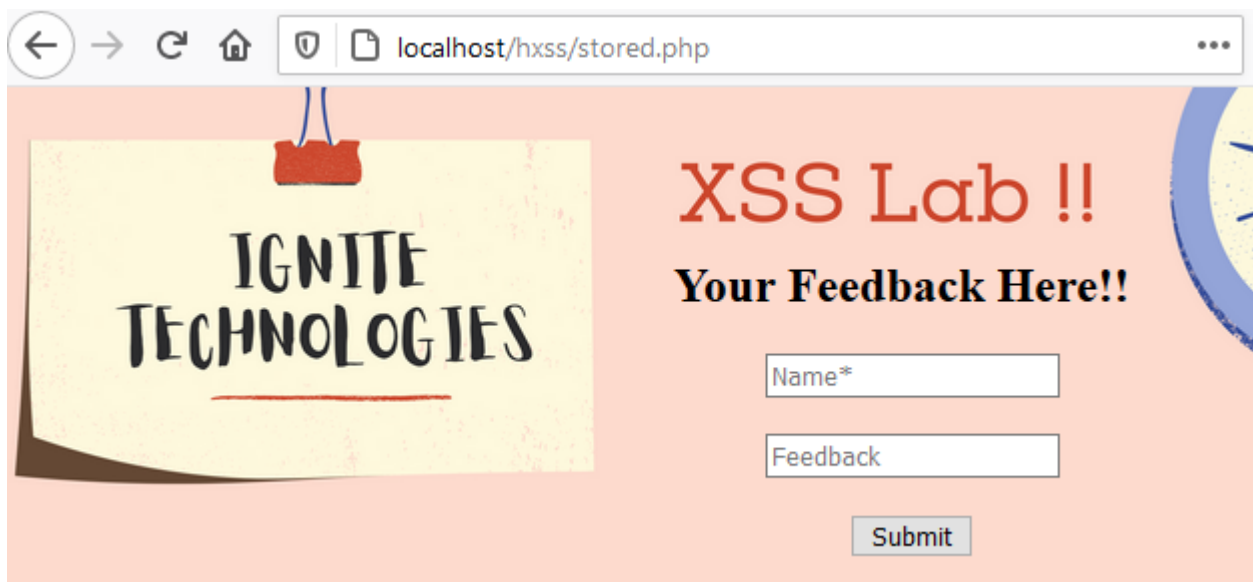 localhost/hxss/stored.php
IGNITE
TECHNOLOGIES
XSS Lab !!
Your Feedback Here!!
Name*
Feedback
Submit